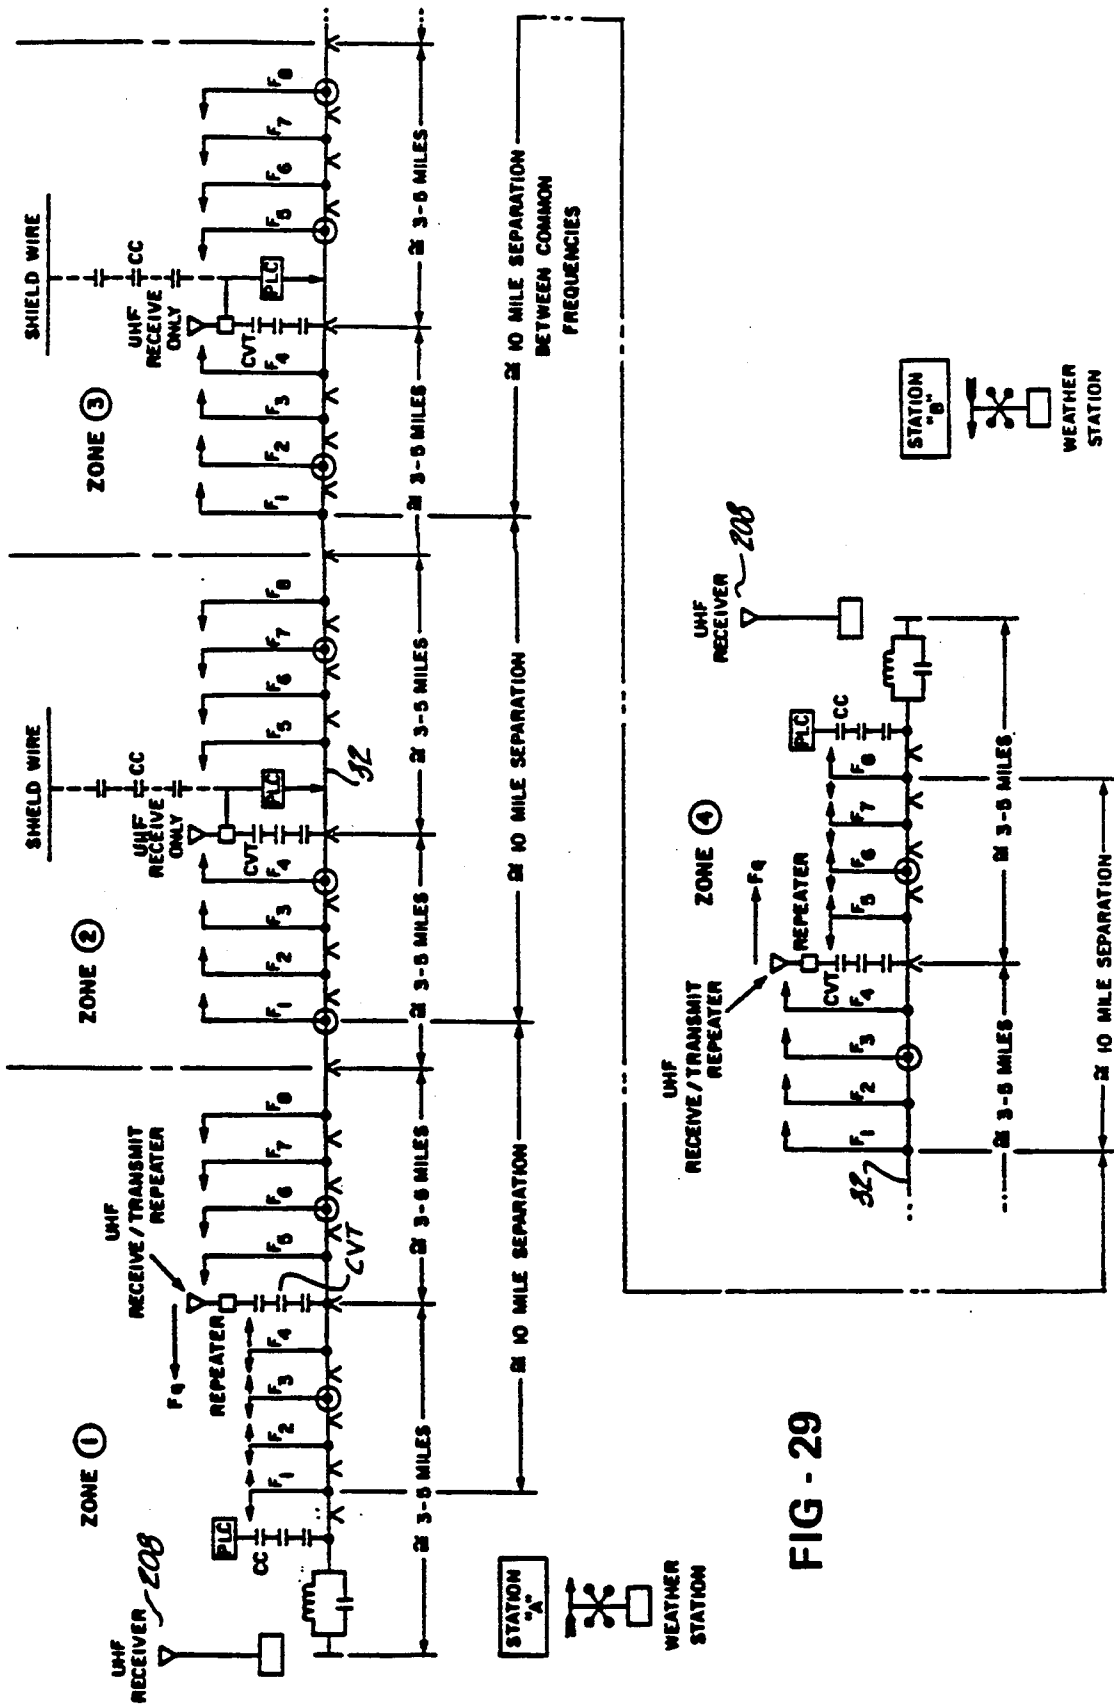 ZONE 1
ZONE 2
ZONE 3
SHIELD WIRE
SHIELD WIRE
UHF
RECEIVER
208
PLC
CC
F1
F2
F3
F4
Fq
REPEATER
UHF
RECEIVE/TRANSMIT
REPEATER
CVT
F5
F6
F7
F8
F1
F2
F3
F4
UHF
RECEIVE
ONLY
CC
CVT
PLC
32
F5
F6
F7
F8
F1
F2
F3
F4
UHF
RECEIVE
ONLY
CC
CVT
PLC
F5
F6
F7
F8
≅ 3-5 MILES
≅ 3-5 MILES
≅ 3-5 MILES
≅ 3-5 MILES
≅ 3-5 MILES
≅ 3-5 MILES
≅ 10 MILE SEPARATION
≅ 10 MILE SEPARATION
≅ 10 MILE SEPARATION
BETWEEN COMMON
FREQUENCIES
STATION
"A"
WEATHER
STATION
ZONE 4
UHF
RECEIVE/TRANSMIT
REPEATER
Fq
REPEATER
32
F1
F2
F3
F4
CVT
F5
F6
F7
F8
PLC
CC
UHF
RECEIVER
208
≅ 3-5 MILES
≅ 3-5 MILES
≅ 10 MILE SEPARATION
STATION
"B"
WEATHER
STATION
FIG - 29